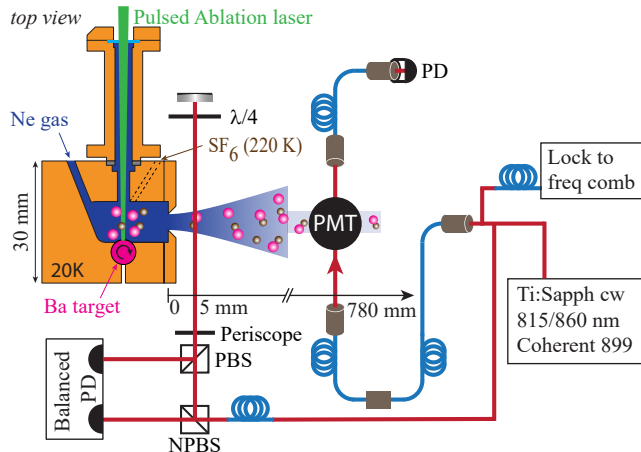 top view
Pulsed Ablation laser
PD
λ/4
Ne gas
SF6 (220 K)
Lock to
freq comb
PMT
30 mm
20K
Ba target
0
5 mm
780 mm
Ti:Sapph cw
815/860 nm
Coherent 899
Periscope
PBS
Balanced
PD
NPBS